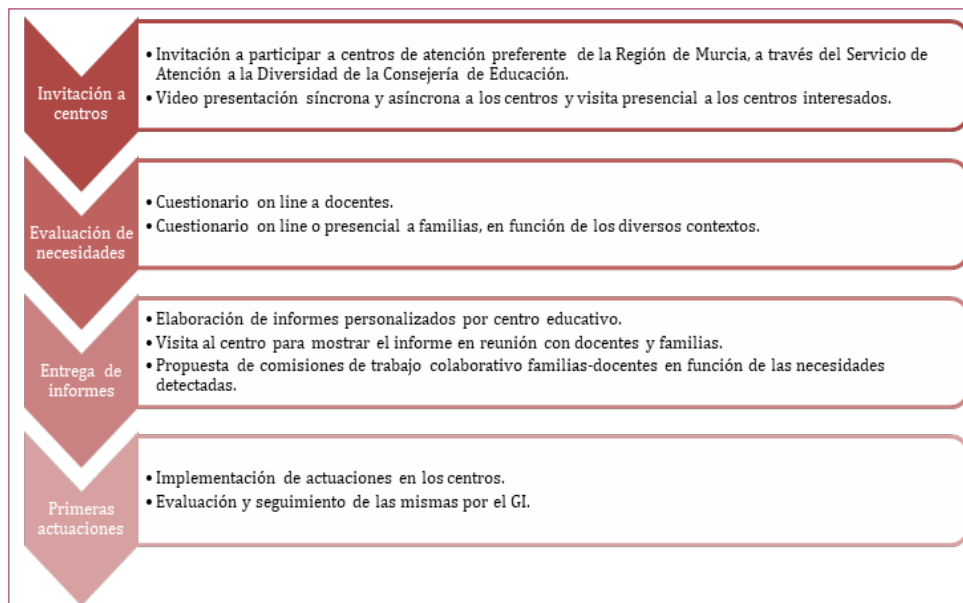 Invitación a
centros
• Invitación a participar a centros de atención preferente de la Región de Murcia, a través del Servicio de
Atención a la Diversidad de la Consejería de Educación.
• Video presentación síncrona y asíncrona a los centros y visita presencial a los centros interesados.
Evaluación de
necesidades
• Cuestionario on line a docentes.
• Cuestionario on line o presencial a familias, en función de los diversos contextos.
Entrega de
informes
• Elaboración de informes personalizados por centro educativo.
• Visita al centro para mostrar el informe en reunión con docentes y familias.
• Propuesta de comisiones de trabajo colaborativo familias-docentes en función de las necesidades
detectadas.
Primeras
actuaciones
• Implementación de actuaciones en los centros.
• Evaluación y seguimiento de las mismas por el GI.